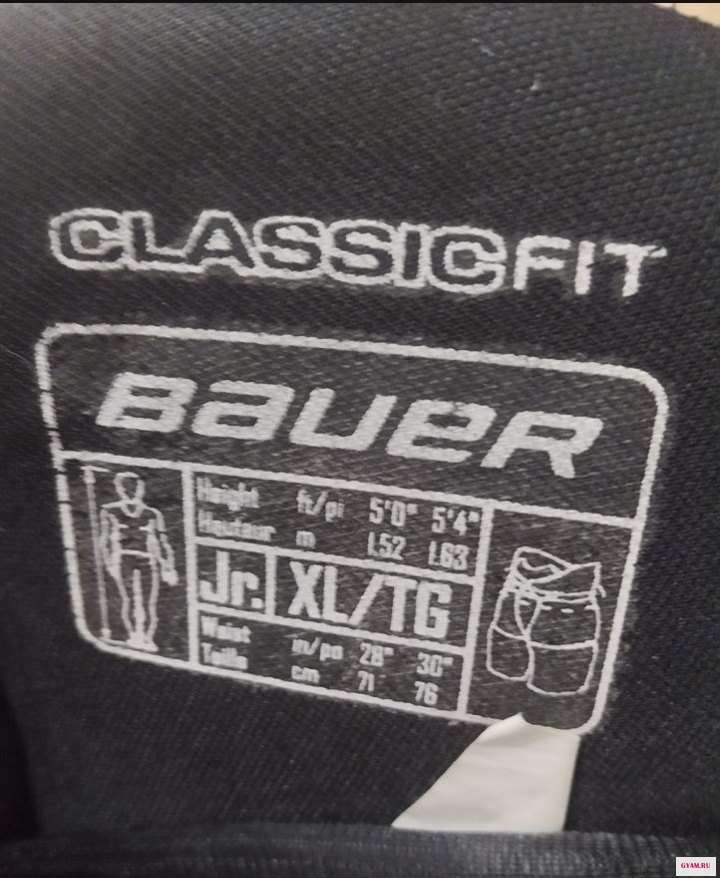 CLASSICFIT
BAUER
Height ft/pi 5'0" 5'4"
Hauteur m 1.52 1.63
Jr. XL/TG
Waist in/po 28" 30"
Taille cm 71 76
GYAM.RU